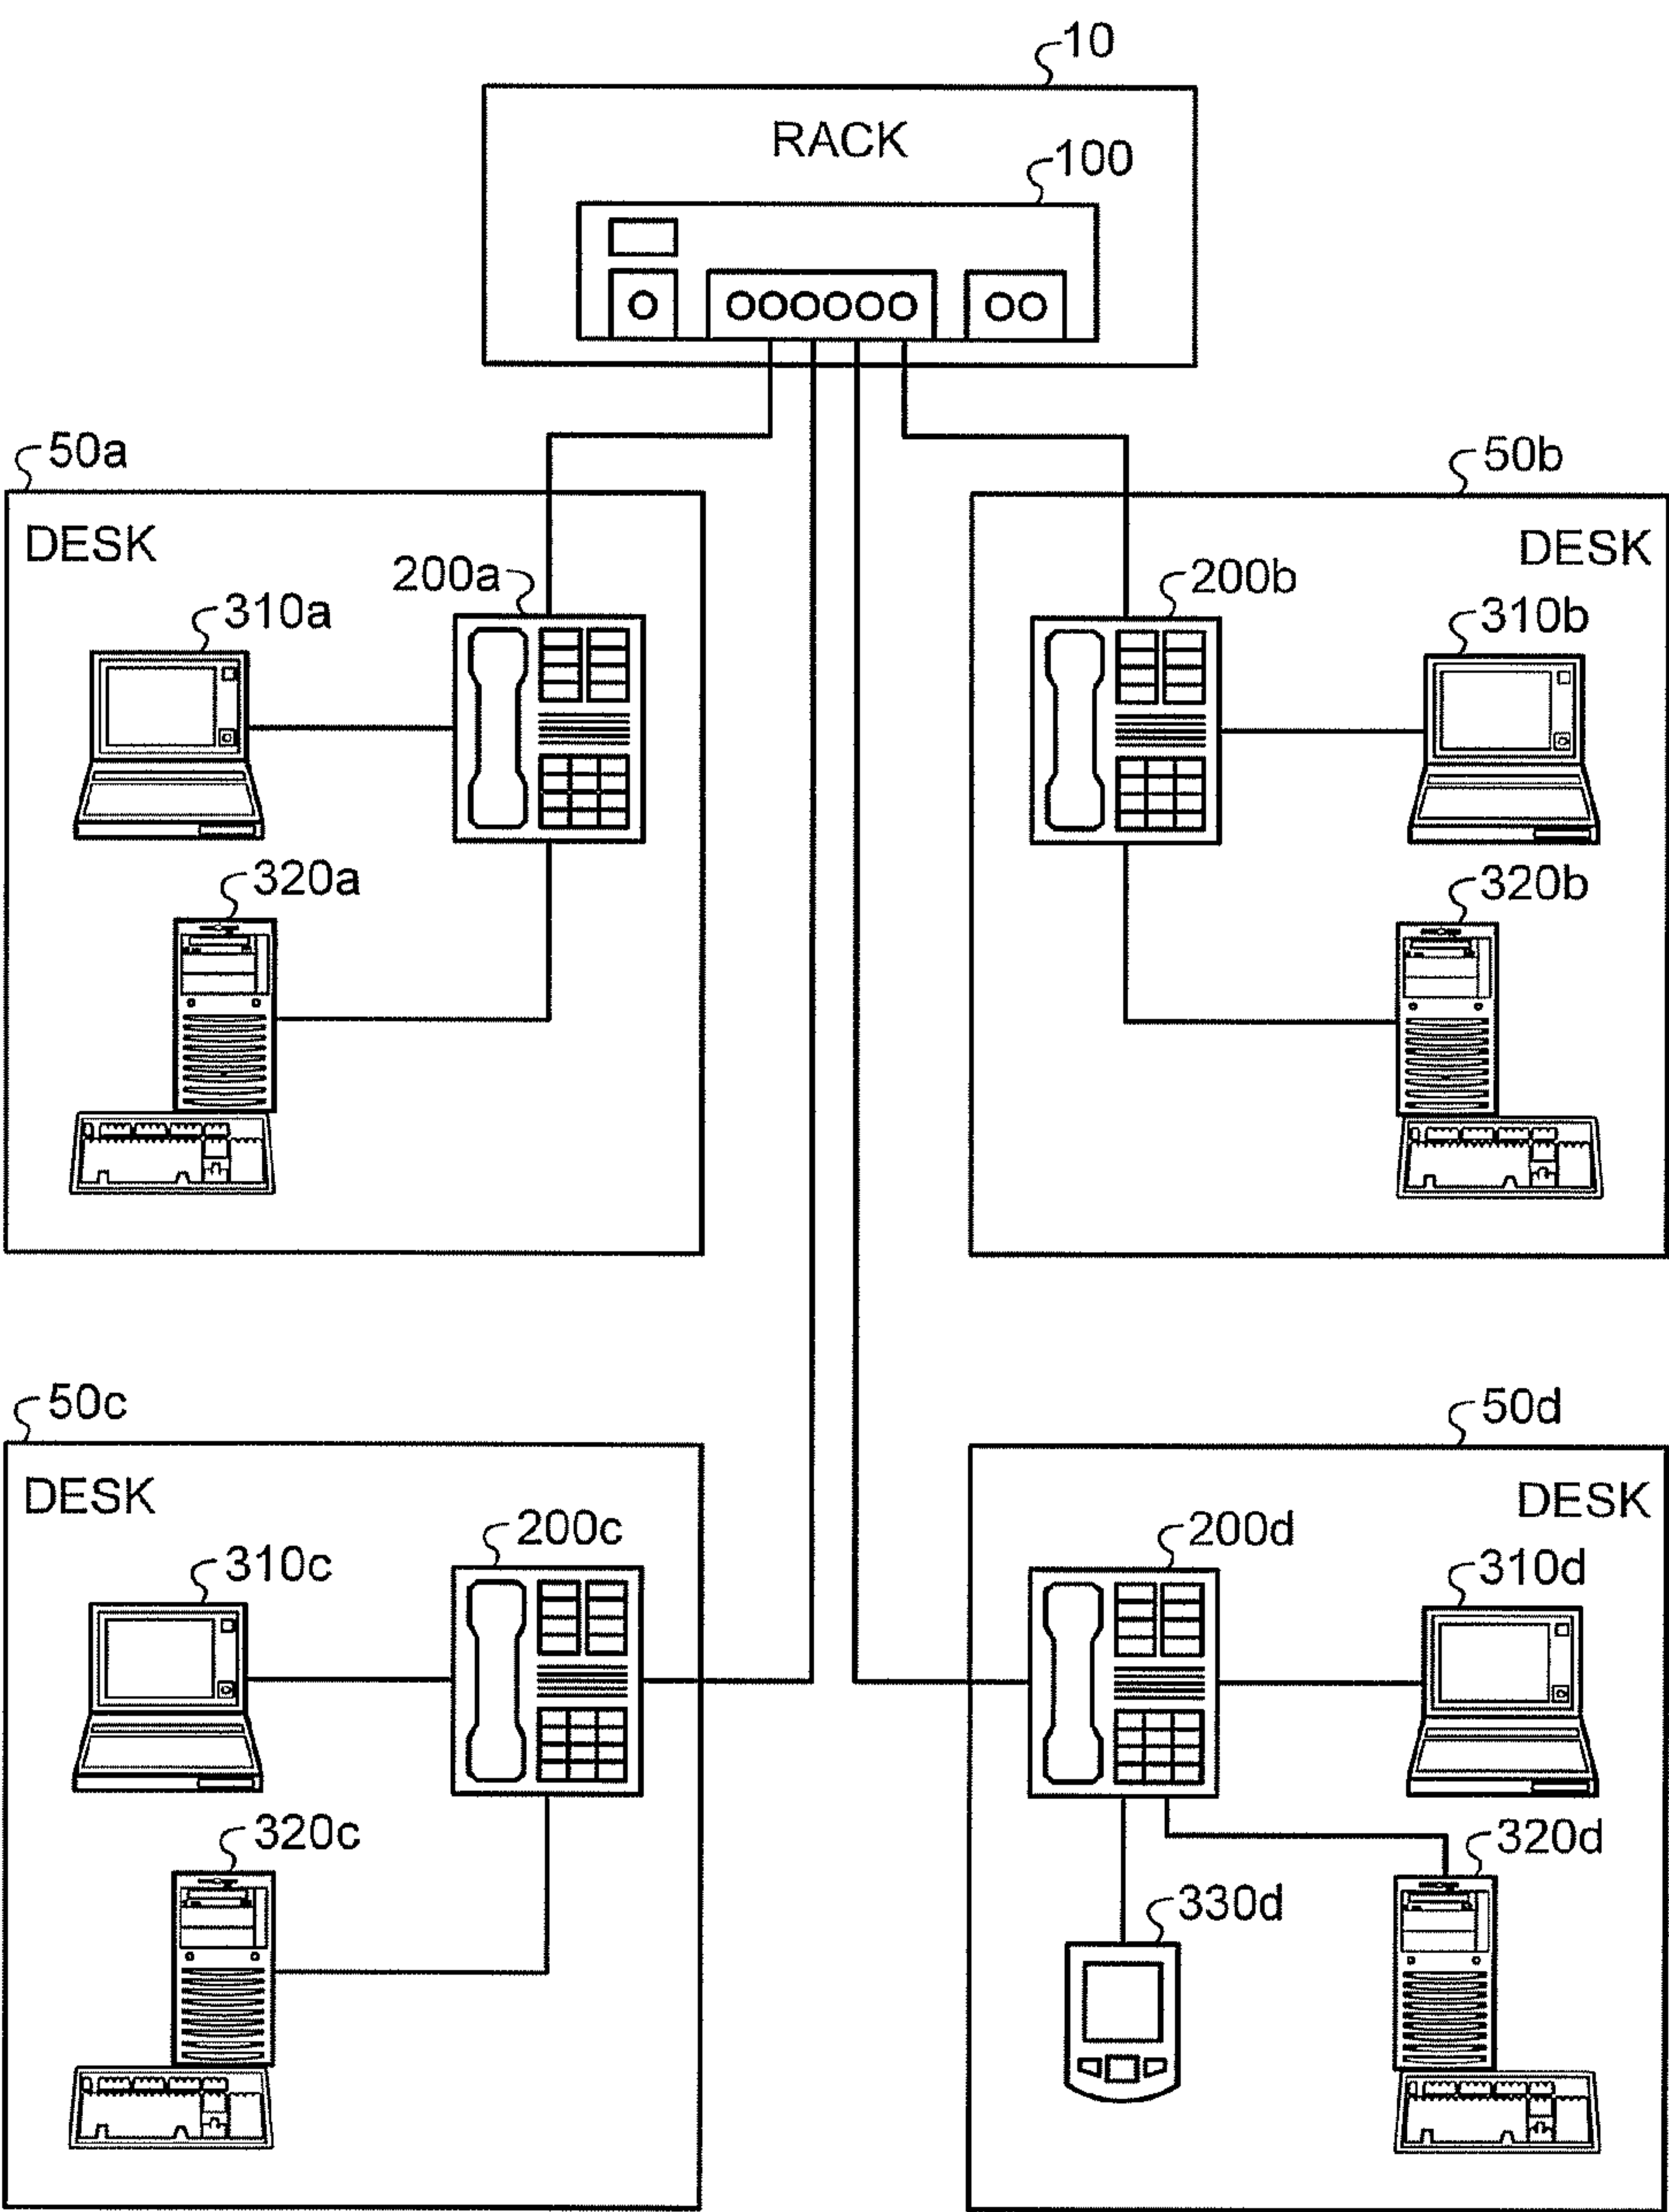 10
RACK
100
50a
50b
DESK
DESK
200a
200b
310a
310b
320a
320b
50c
50d
DESK
DESK
200c
200d
310c
310d
320c
320d
330d